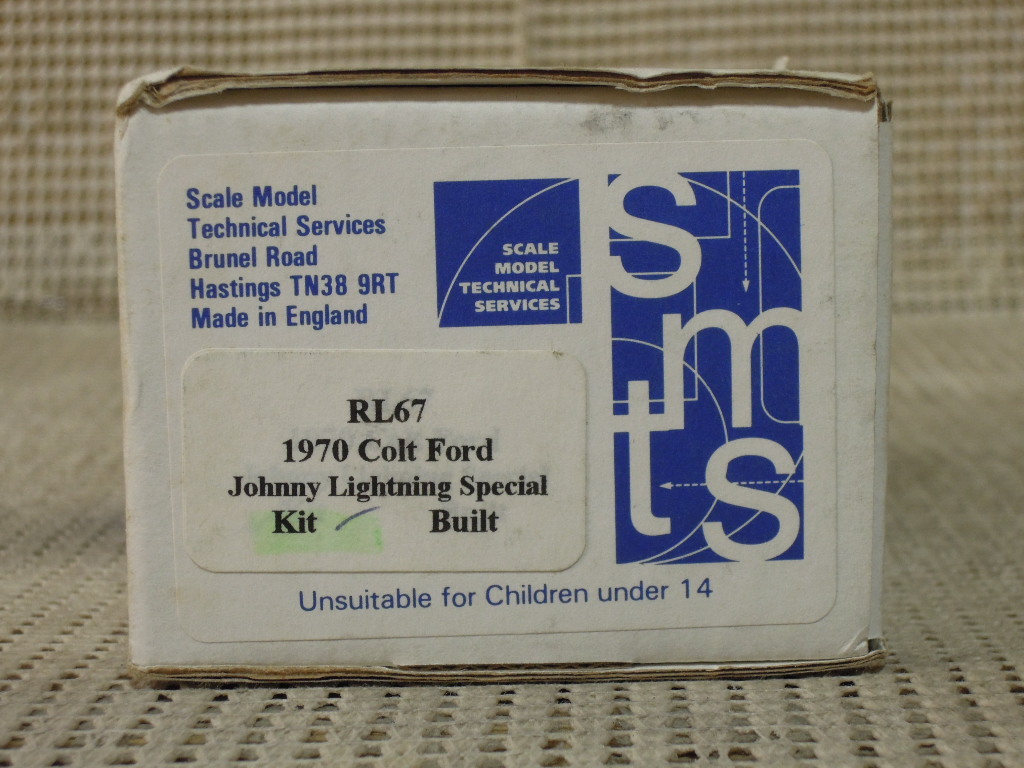 Scale Model
Technical Services
Brunel Road
Hastings TN38 9RT
Made in England
SCALE
MODEL
TECHNICAL
SERVICES
s
m
t
s
RL67
1970 Colt Ford
Johnny Lightning Special
Kit Built
Unsuitable for Children under 14